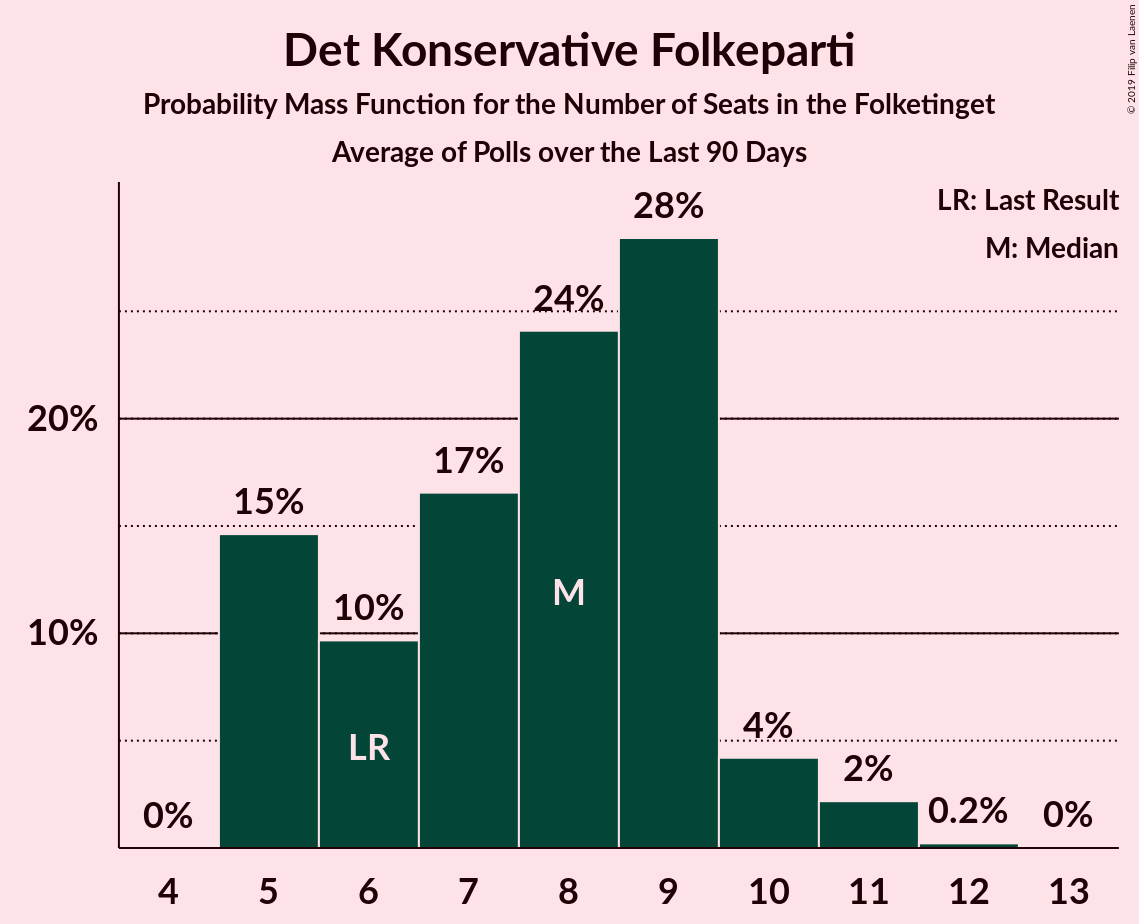 Det Konservative Folkeparti
Probability Mass Function for the Number of Seats in the Folketinget
Average of Polls over the Last 90 Days
© 2019 Filip van Laenen
LR: Last Result
M: Median
28%
24%
20%
17%
15%
10%
10%
M
LR
4%
2%
0.2%
0%
0%
4 5 6 7 8 9 10 11 12 13